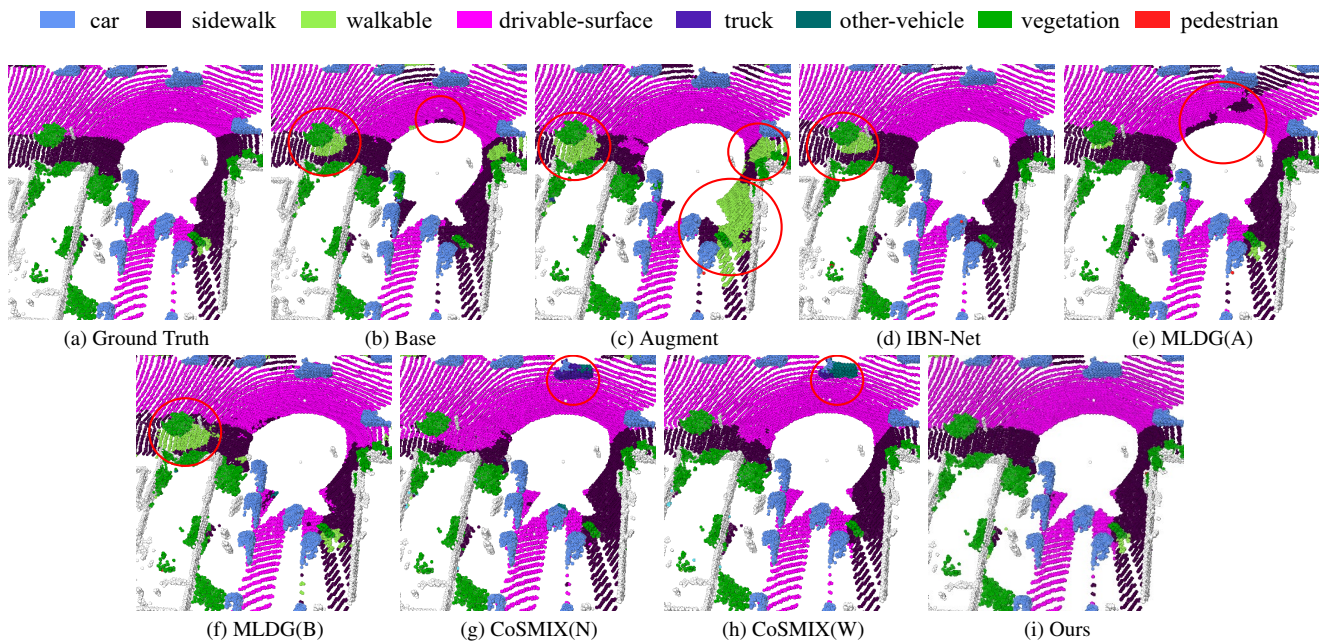 car sidewalk walkable drivable-surface truck other-vehicle vegetation pedestrian
(a) Ground Truth (b) Base (c) Augment (d) IBN-Net (e) MLDG(A)
(f) MLDG(B) (g) CoSMIX(N) (h) CoSMIX(W) (i) Ours